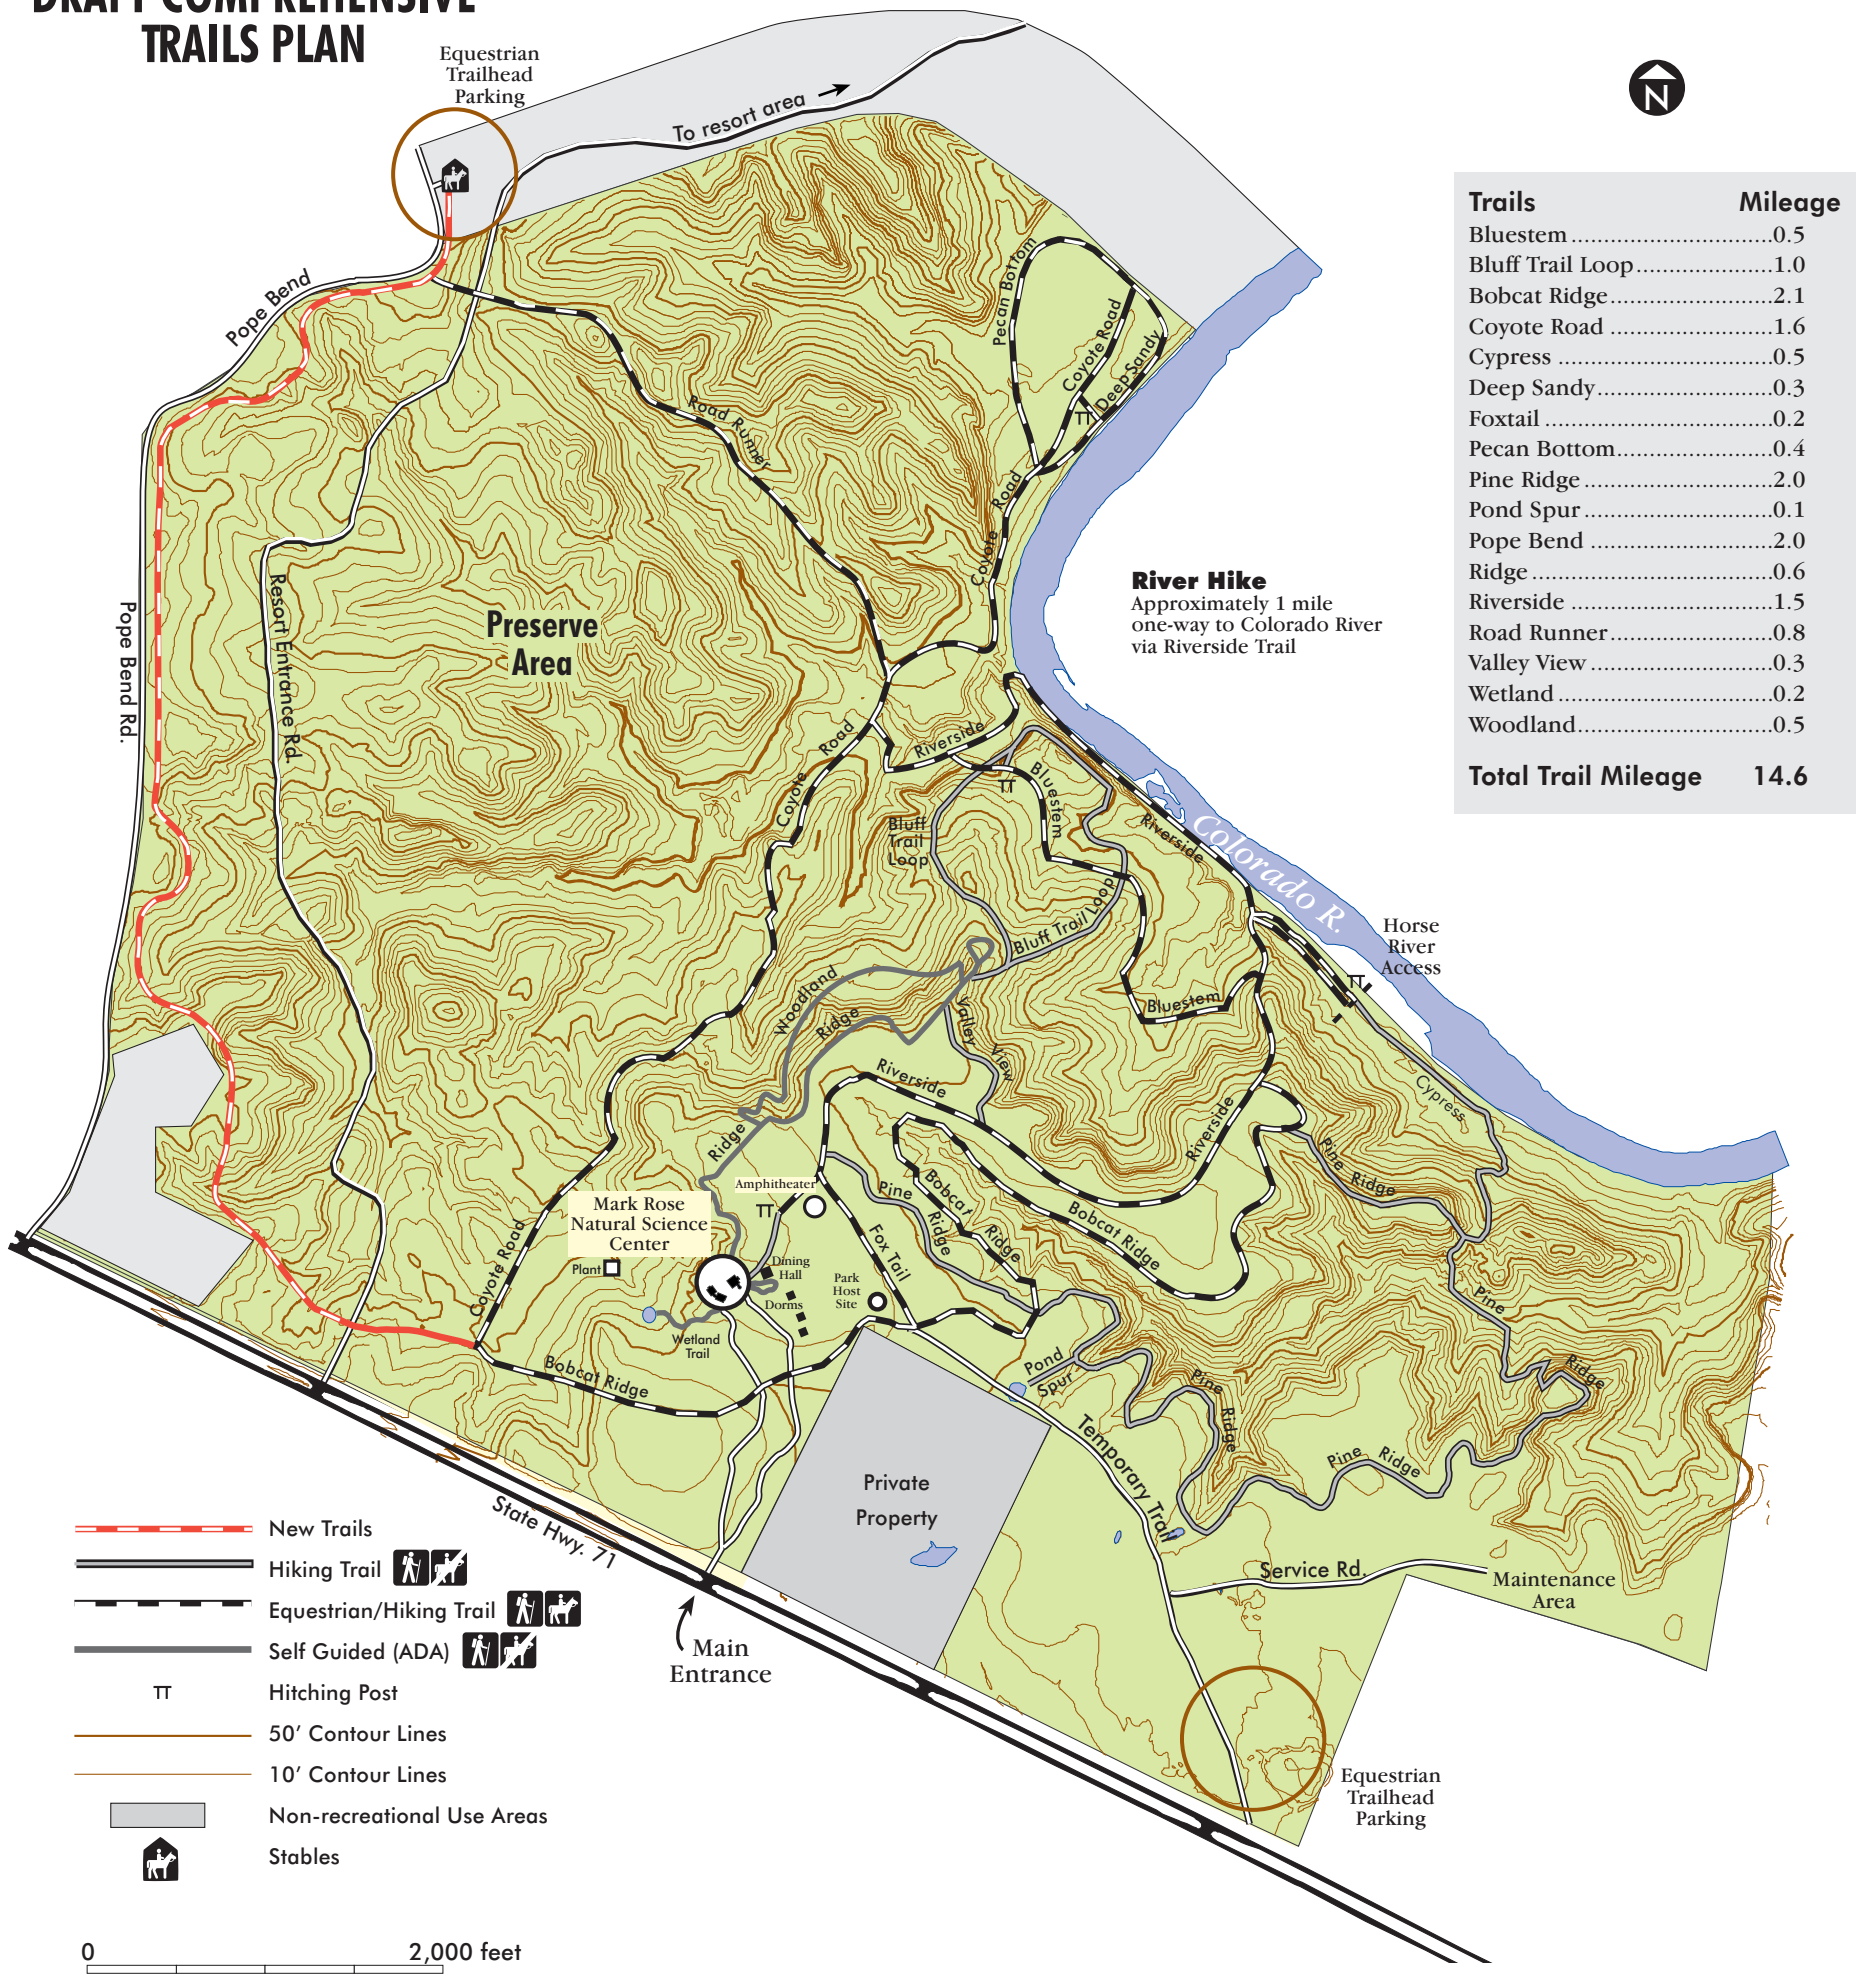 DRAFT COMPREHENSIVE
TRAILS PLAN
Equestrian
Trailhead
Parking
To resort area
N
Trails Mileage
Bluestem..............................0.5
Bluff Trail Loop.....................1.0
Bobcat Ridge.........................2.1
Coyote Road .........................1.6
Cypress ................................0.5
Deep Sandy...........................0.3
Foxtail ..................................0.2
Pecan Bottom........................0.4
Pine Ridge ............................2.0
Pond Spur .............................0.1
Pope Bend ............................2.0
Ridge ....................................0.6
Riverside ...............................1.5
Road Runner.........................0.8
Valley View ...........................0.3
Wetland ................................0.2
Woodland..............................0.5
Total Trail Mileage 14.6
Pope Bend
Pecan Bottom
Coyote Road
Deep Sandy
TT
Road Runner
Coyote Road
Resort Entrance Rd.
Pope Bend Rd.
Preserve
Area
River Hike
Approximately 1 mile
one-way to Colorado River
via Riverside Trail
Coyote Road
Riverside
TT
Bluestem
Bluff
Trail
Loop
Riverside
Colorado R.
Bluff Trail Loop
Horse
River
Access
TT
Woodland
Ridge
Valley View
Bluestem
Riverside
Cypress
Ridge
Riverside
Pine Ridge
Amphitheater
TT
Mark Rose
Natural Science
Center
Pine Ridge
Bobcat Ridge
Bobcat Ridge
Fox Tail
Coyote Road
Plant
Dining
Hall
Dorms
Park
Host
Site
Pine Ridge
Wetland
Trail
Bobcat Ridge
Pond
Spur
Pine Ridge
Temporary Trail
Pine Ridge
Private
Property
State Hwy. 71
Service Rd.
Maintenance
Area
Main
Entrance
Equestrian
Trailhead
Parking
New Trails
Hiking Trail
Equestrian/Hiking Trail
Self Guided (ADA)
TT Hitching Post
50' Contour Lines
10' Contour Lines
Non-recreational Use Areas
Stables
0 2,000 feet